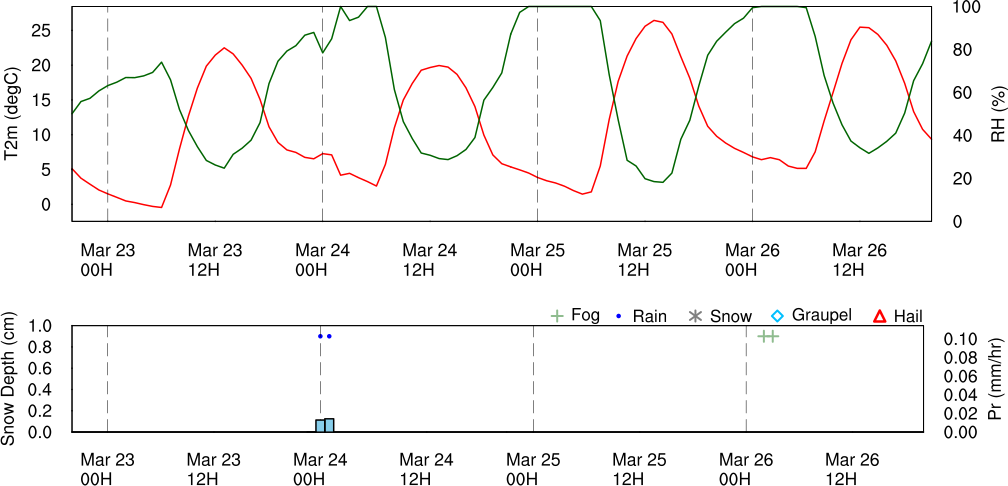 T2m (degC)
25
20
15
10
5
0
RH (%)
100
80
60
40
20
0
Mar 23 Mar 23 Mar 24 Mar 24 Mar 25 Mar 25 Mar 26 Mar 26
00H 12H 00H 12H 00H 12H 00H 12H
Fog Rain Snow Graupel Hail
Snow Depth (cm)
1.0
0.8
0.6
0.4
0.2
0.0
Pr (mm/hr)
0.10
0.08
0.06
0.04
0.02
0.00
Mar 23 Mar 23 Mar 24 Mar 24 Mar 25 Mar 25 Mar 26 Mar 26
00H 12H 00H 12H 00H 12H 00H 12H